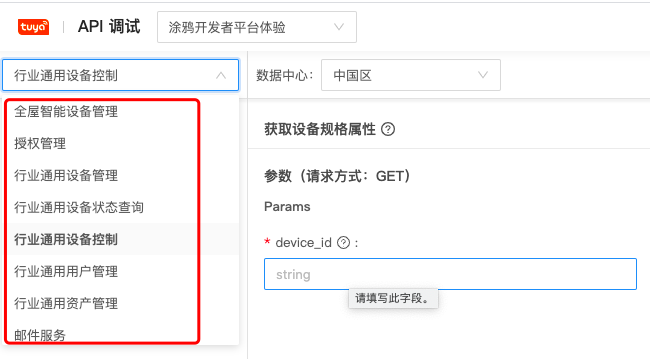 tuya API 调试 涂鸦开发者平台体验
行业通用设备控制 数据中心: 中国区
全屋智能设备管理
授权管理
行业通用设备管理
行业通用设备状态查询
行业通用设备控制
行业通用用户管理
行业通用资产管理
邮件服务
获取设备规格属性 ?
参数（请求方式：GET）
Params
* device_id ? :
string
请填写此字段。